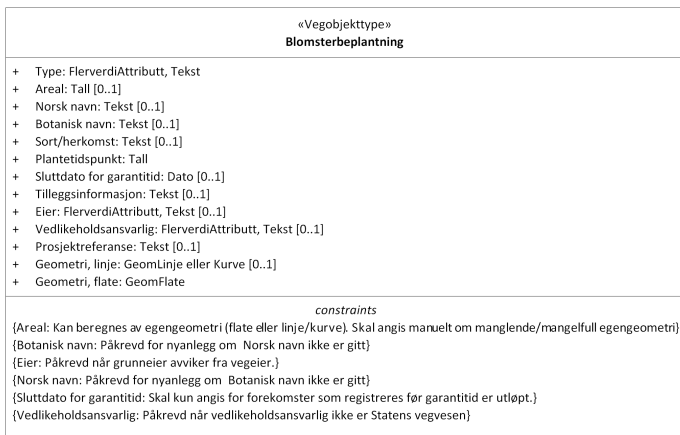 «Vegobjekttype»
Blomsterbeplantning
+ Type: FlerverdiAttributt, Tekst
+ Areal: Tall [0..1]
+ Norsk navn: Tekst [0..1]
+ Botanisk navn: Tekst [0..1]
+ Sort/herkomst: Tekst [0..1]
+ Plantetidspunkt: Tall
+ Sluttdato for garantitid: Dato [0..1]
+ Tilleggsinformasjon: Tekst [0..1]
+ Eier: FlerverdiAttributt, Tekst [0..1]
+ Vedlikeholdsansvarlig: FlerverdiAttributt, Tekst [0..1]
+ Prosjektreferanse: Tekst [0..1]
+ Geometri, linje: GeomLinje eller Kurve [0..1]
+ Geometri, flate: GeomFlate
constraints
{Areal: Kan beregnes av egengeometri (flate eller linje/kurve). Skal angis manuelt om manglende/mangelfull egengeometri}
{Botanisk navn: Påkrevd for nyanlegg om  Norsk navn ikke er gitt}
{Eier: Påkrevd når grunneier avviker fra vegeier.}
{Norsk navn: Påkrevd for nyanlegg om  Botanisk navn ikke er gitt}
{Sluttdato for garantitid: Skal kun angis for forekomster som registreres før garantitid er utløpt.}
{Vedlikeholdsansvarlig: Påkrevd når vedlikeholdsansvarlig ikke er Statens vegvesen}